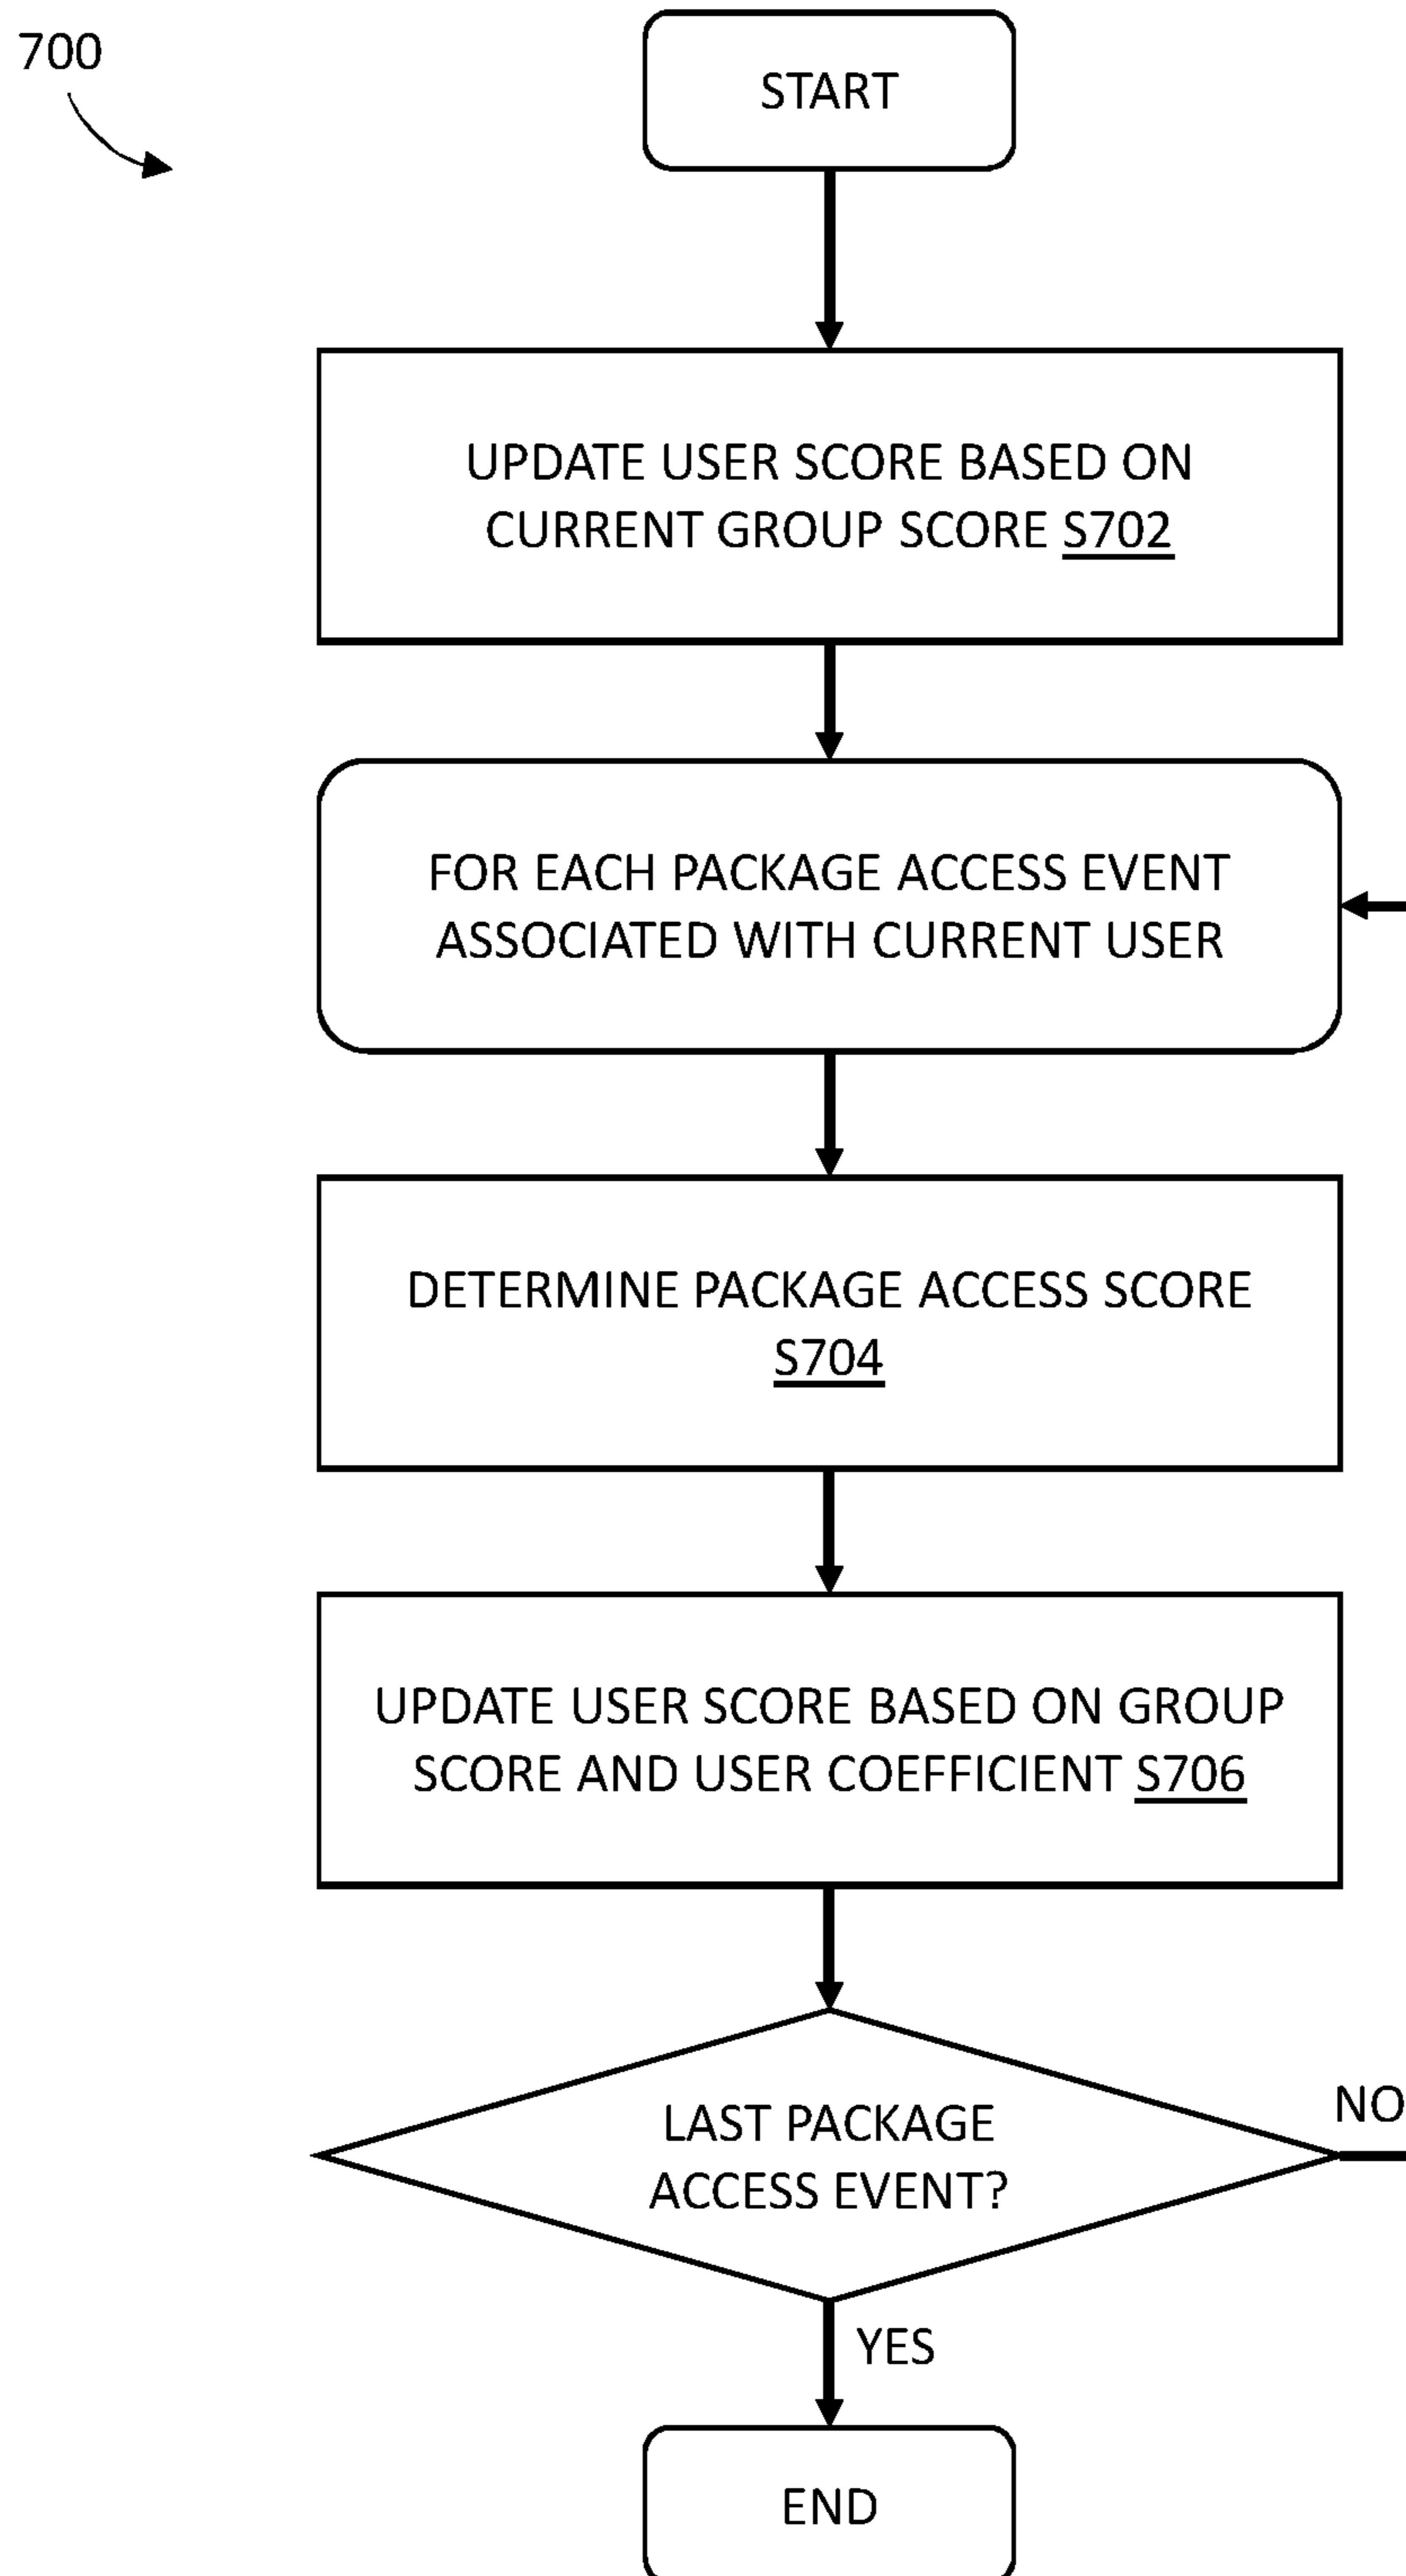 700
START
UPDATE USER SCORE BASED ON
CURRENT GROUP SCORE S702
FOR EACH PACKAGE ACCESS EVENT
ASSOCIATED WITH CURRENT USER
DETERMINE PACKAGE ACCESS SCORE
S704
UPDATE USER SCORE BASED ON GROUP
SCORE AND USER COEFFICIENT S706
LAST PACKAGE
ACCESS EVENT?
NO
YES
END